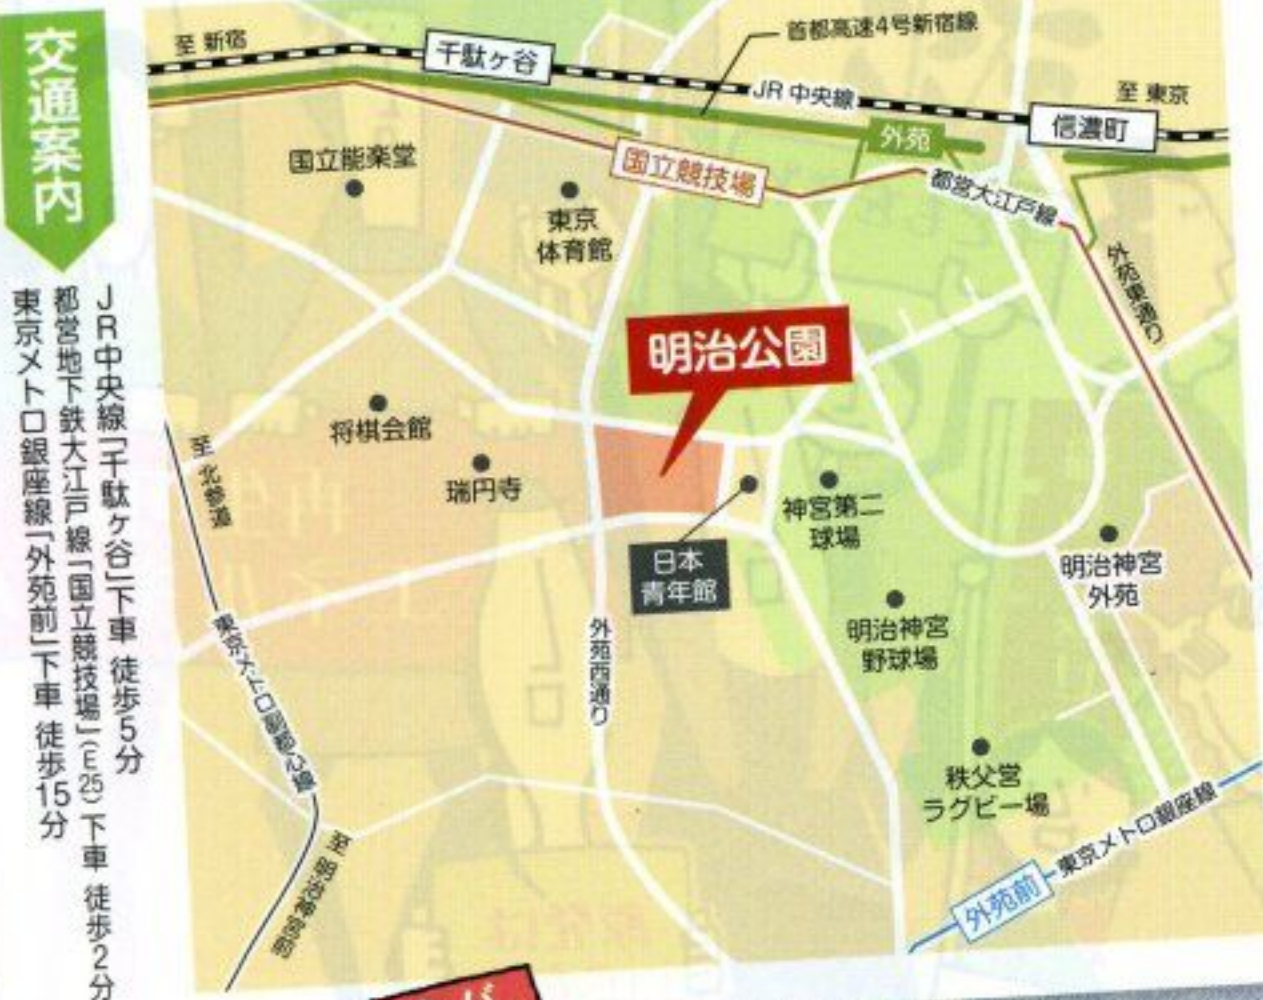 交通案内
JR中央線「千駄ヶ谷」下車 徒歩5分
都営地下鉄大江戸線「国立競技場」(E25)下車 徒歩2分
東京メトロ銀座線「外苑前」下車 徒歩15分
至 新宿
千駄ヶ谷
首都高速4号新宿線
JR 中央線
至 東京
信濃町
外苑
国立能楽堂
国立競技場
都営大江戸線
東京
体育館
外苑東通り
明治公園
将棋会館
至 北参道
瑞円寺
神宮第二
球場
日本
青年館
明治神宮
外苑
明治神宮
野球場
外苑西通り
東京メトロ副都心線
秩父宮
ラグビー場
至 明治神宮前
東京メトロ銀座線
外苑前